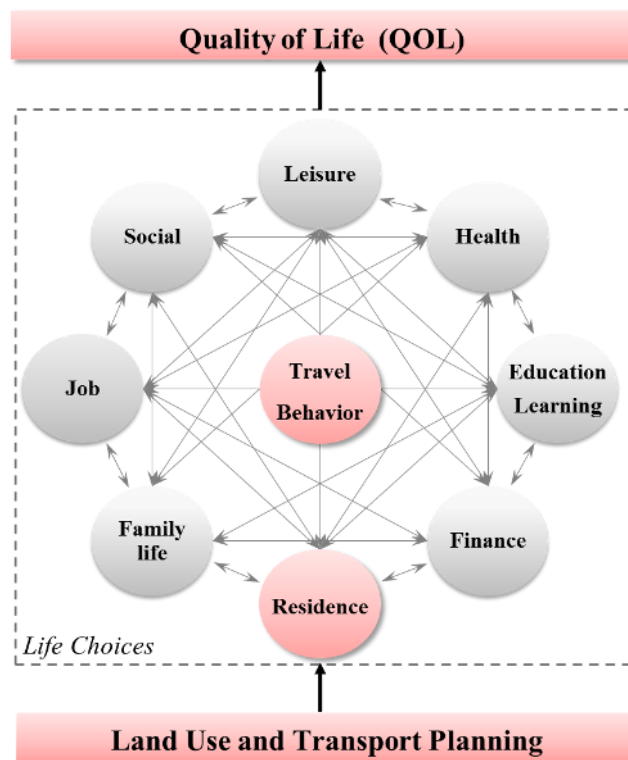 Quality of Life (QOL)
Leisure
Social
Health
Job
Travel
Behavior
Education
Learning
Family
life
Finance
Residence
Life Choices
Land Use and Transport Planning